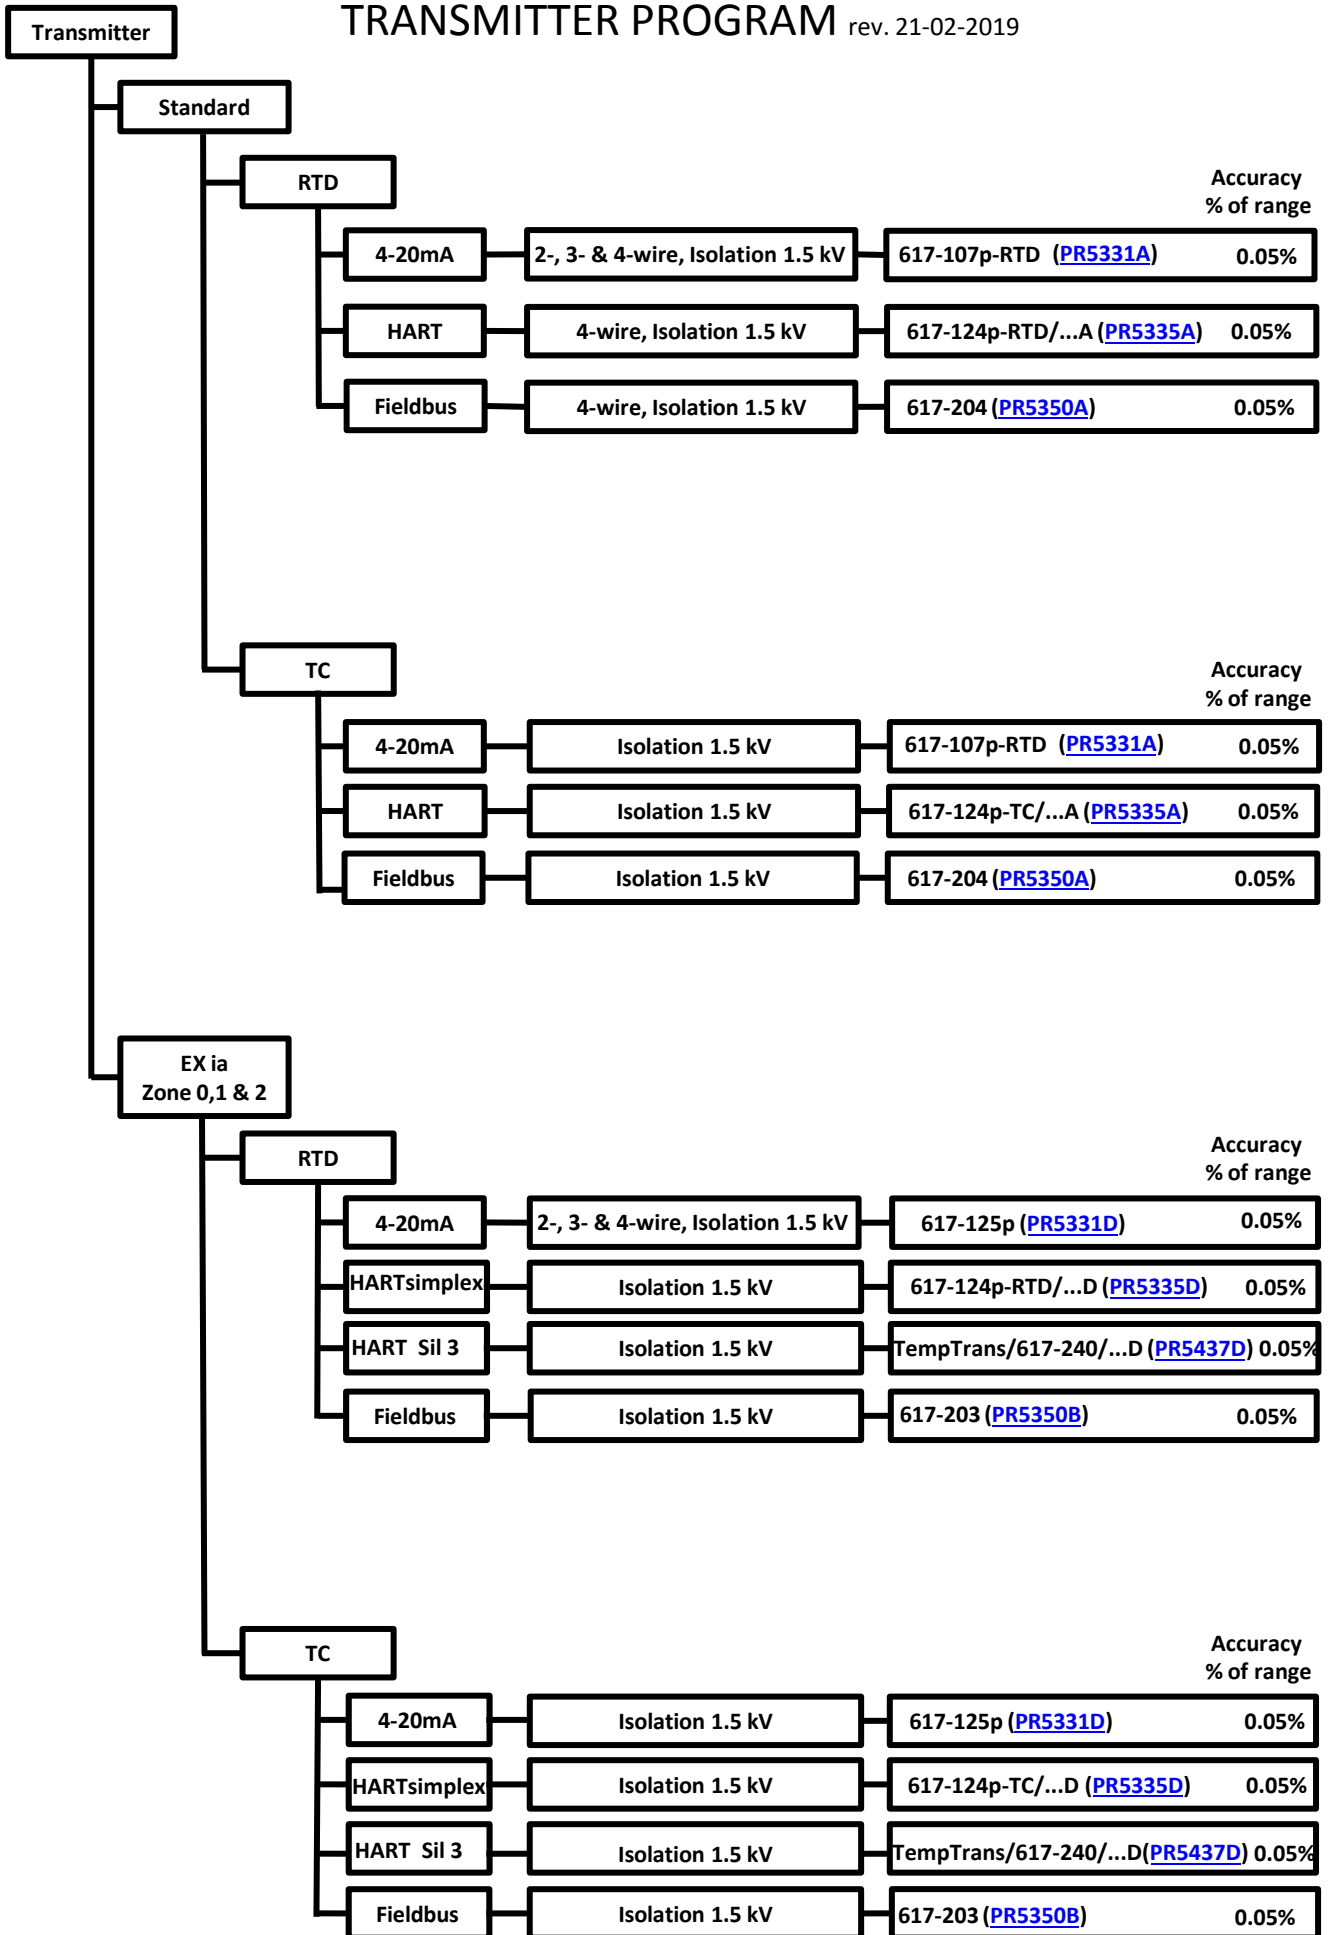 TRANSMITTER PROGRAM rev. 21-02-2019
Transmitter
Standard
RTD
Accuracy
% of range
4-20mA 2-, 3- & 4-wire, Isolation 1.5 kV 617-107p-RTD (PR5331A) 0.05%
HART 4-wire, Isolation 1.5 kV 617-124p-RTD/...A (PR5335A) 0.05%
Fieldbus 4-wire, Isolation 1.5 kV 617-204 (PR5350A) 0.05%
TC
Accuracy
% of range
4-20mA Isolation 1.5 kV 617-107p-RTD (PR5331A) 0.05%
HART Isolation 1.5 kV 617-124p-TC/...A (PR5335A) 0.05%
Fieldbus Isolation 1.5 kV 617-204 (PR5350A) 0.05%
EX ia
Zone 0,1 & 2
RTD
Accuracy
% of range
4-20mA 2-, 3- & 4-wire, Isolation 1.5 kV 617-125p (PR5331D) 0.05%
HARTsimplex Isolation 1.5 kV 617-124p-RTD/...D (PR5335D) 0.05%
HART Sil 3 Isolation 1.5 kV TempTrans/617-240/...D (PR5437D) 0.05%
Fieldbus Isolation 1.5 kV 617-203 (PR5350B) 0.05%
TC
Accuracy
% of range
4-20mA Isolation 1.5 kV 617-125p (PR5331D) 0.05%
HARTsimplex Isolation 1.5 kV 617-124p-TC/...D (PR5335D) 0.05%
HART Sil 3 Isolation 1.5 kV TempTrans/617-240/...D(PR5437D) 0.05%
Fieldbus Isolation 1.5 kV 617-203 (PR5350B) 0.05%